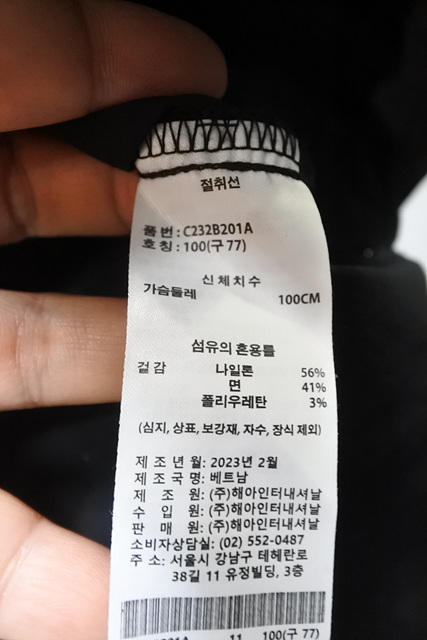 절취선
품 번 : C232B201A
호 칭 : 100(구 77)
신 체 치 수
가슴둘레 100CM
섬유의 혼용률
겉 감 나일론 56%
면 41%
폴리우레탄 3%
(심지, 상표, 보강재, 자수, 장식 제외)
제 조 년 월: 2023년 2월
제 조 국 명: 베트남
제 조 원: (주)해아인터내셔날
수 입 원: (주)해아인터내셔날
판 매 원: (주)해아인터내셔날
소비자상담실: (02) 552-0487
주 소: 서울시 강남구 테헤란로
38길 11 유정빌딩, 3층
11 100(구 77)